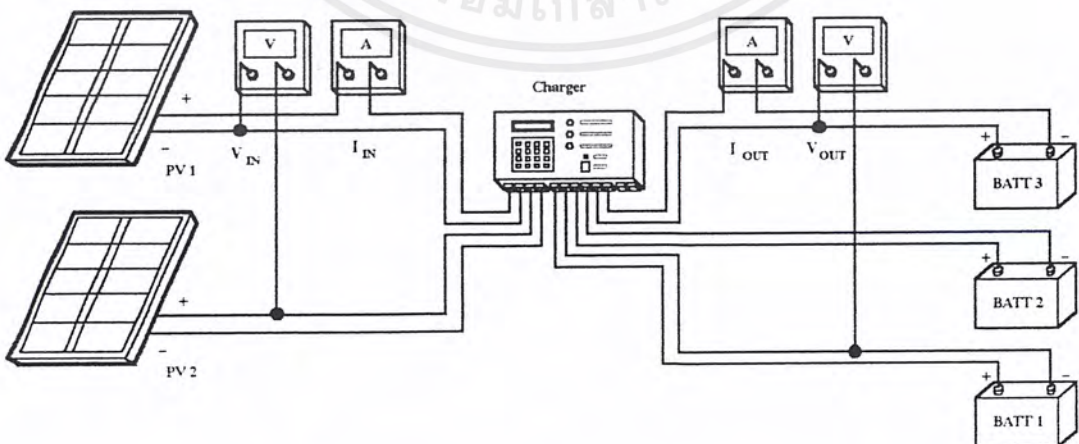 V
A
A
V
Charger
+
−
PV 1
V IN
I IN
I OUT
V OUT
+
−
BATT 3
+
−
PV 2
+
−
BATT 2
+
−
BATT 1